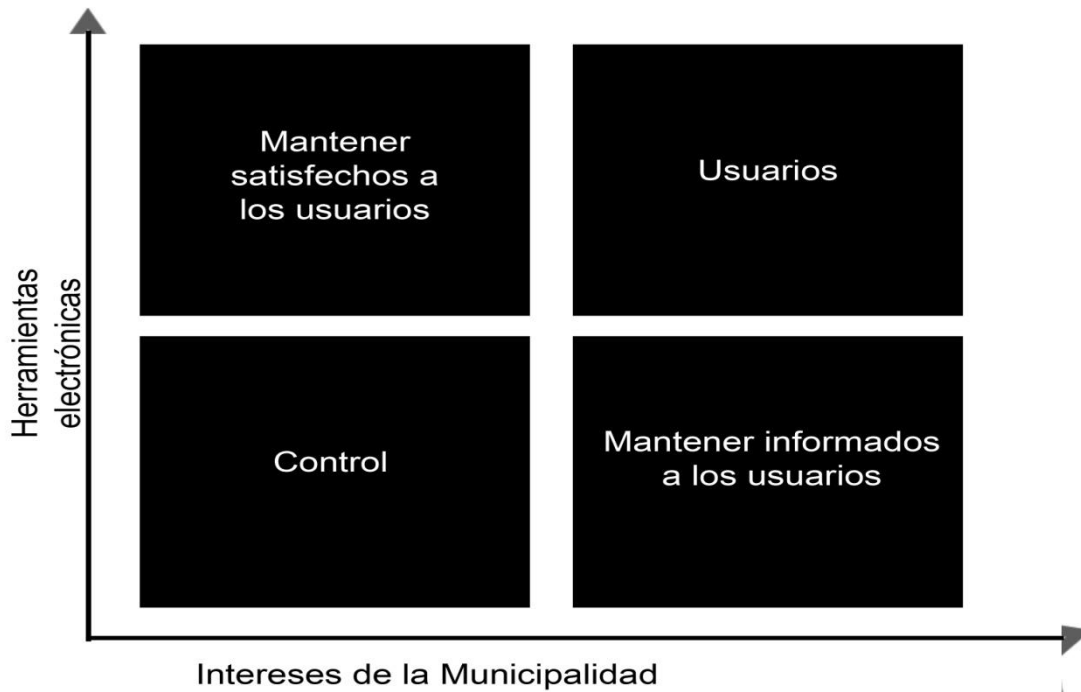 Mantener
satisfechos a
los usuarios
Usuarios
Herramientas
electrónicas
Control
Mantener informados
a los usuarios
Intereses de la Municipalidad